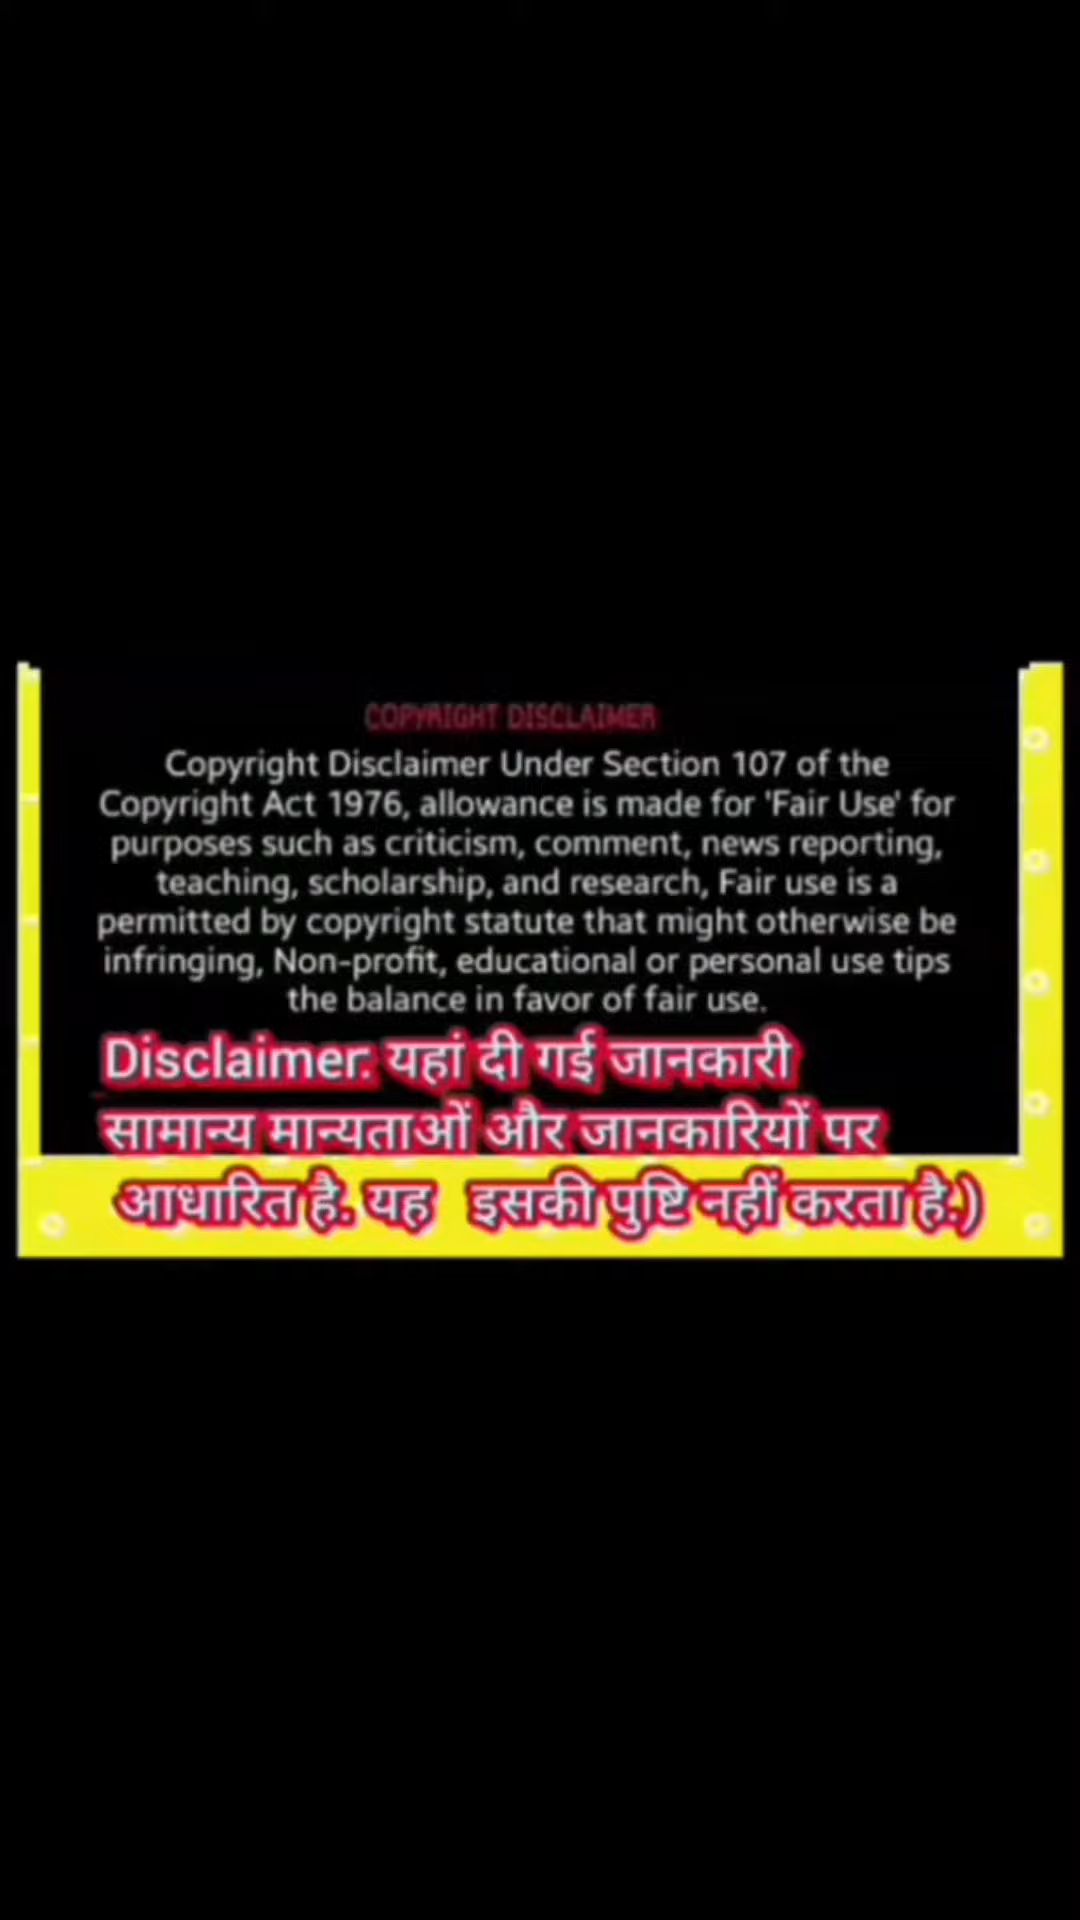 COPYRIGHT DISCLAIMER
Copyright Disclaimer Under Section 107 of the
Copyright Act 1976, allowance is made for 'Fair Use' for
purposes such as criticism, comment, news reporting,
teaching, scholarship, and research, Fair use is a
permitted by copyright statute that might otherwise be
infringing, Non-profit, educational or personal use tips
the balance in favor of fair use.
Disclaimer: यहां दी गई जानकारी
सामान्य मान्यताओं और जानकारियों पर
आधारित है. यह इसकी पुष्टि नहीं करता है.)